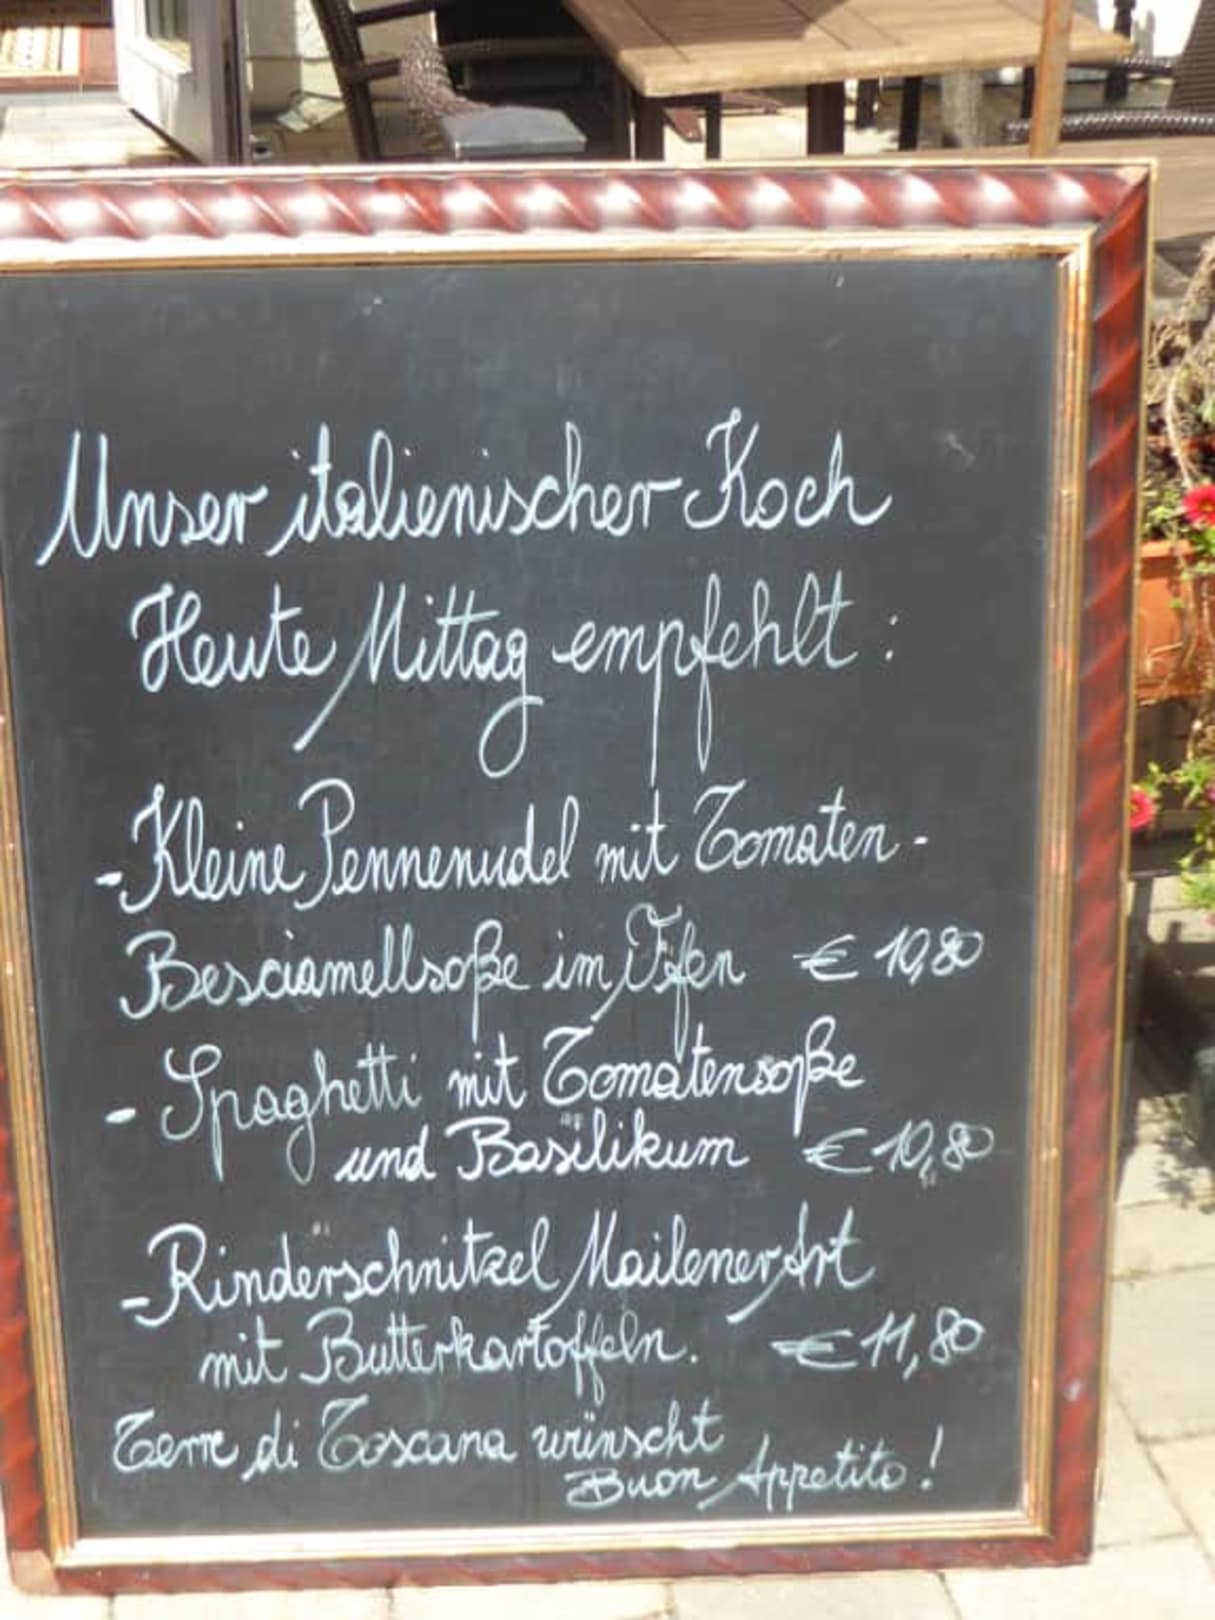 Unser italienischer Koch
Heute Mittag empfehlt :
- Kleine Pennenudel mit Tomaten -
Besciamellsoße im Ofen € 10,80
- Spaghetti mit Tomatensoße
und Basilikum € 10,80
- Rinderschnitzel Mailener Art
mit Butterkartoffeln. € 11,80
Terre di Toscana wünscht
Buon Appetito !